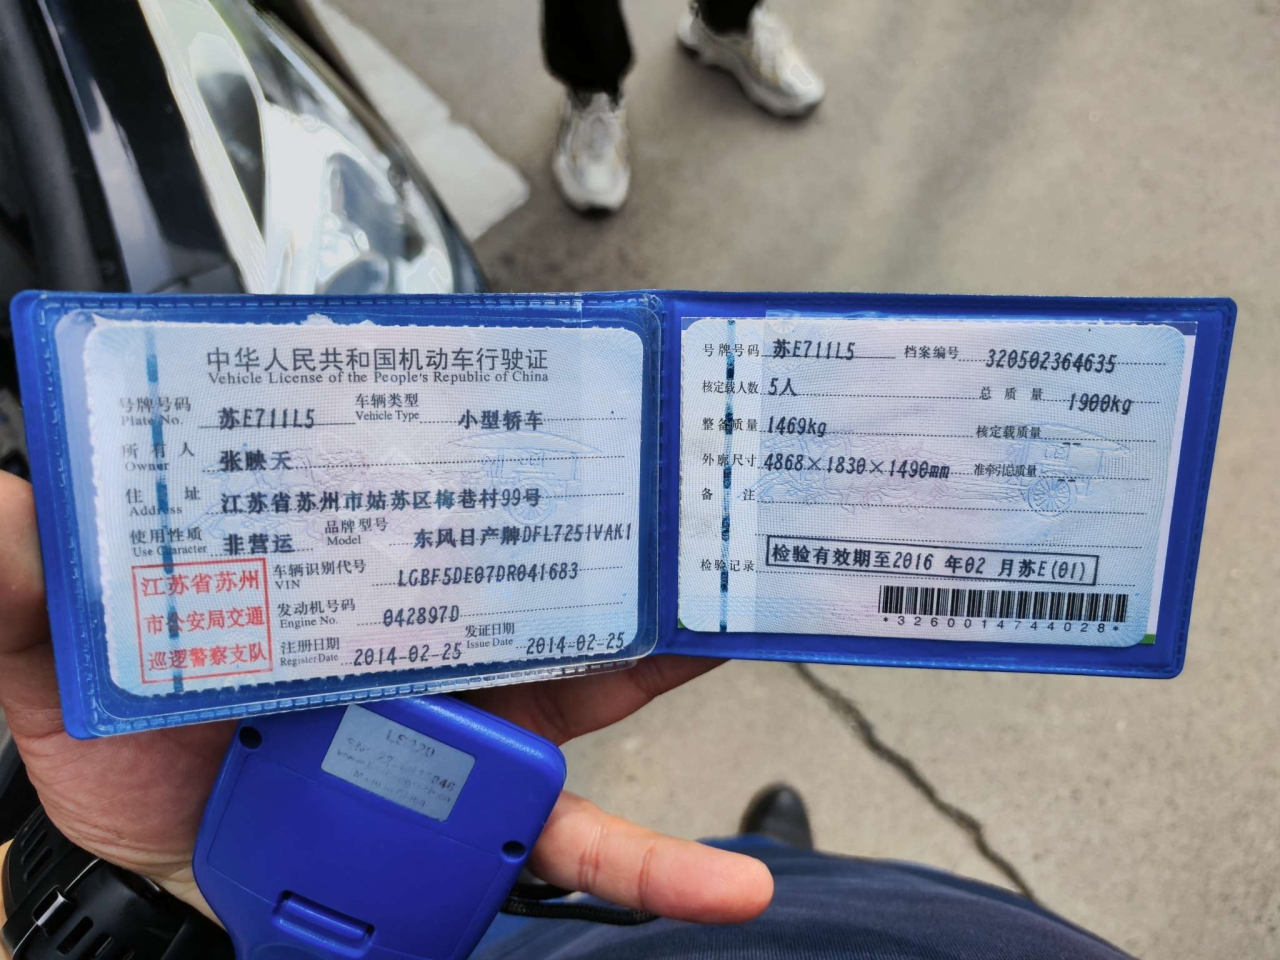 中华人民共和国机动车行驶证
Vehicle License of the People's Republic of China
号牌号码 苏E711L5 车辆类型 小型轿车
Plate No. Vehicle Type
所有人 张映天
Owner
住址 江苏省苏州市姑苏区梅巷村99号
Address
使用性质 非营运 品牌型号 东风日产牌DFL7251VAK1
Use Character Model
江苏省苏州
市公安局交通
巡逻警察支队
车辆识别代号 LGBF5DE07DR041683
VIN
发动机号码 042897D
Engine No.
注册日期 2014-02-25 发证日期 2014-02-25
Register Date Issue Date
号牌号码 苏E711L5 档案编号 320502364635
核定载人数 5人 总质量 1900kg
整备质量 1469kg 核定载质量 --
外廓尺寸 4868×1830×1490mm 准牵引总质量 --
备注
检验记录 检验有效期至2016 年02 月苏E(01)
*3260014744028*